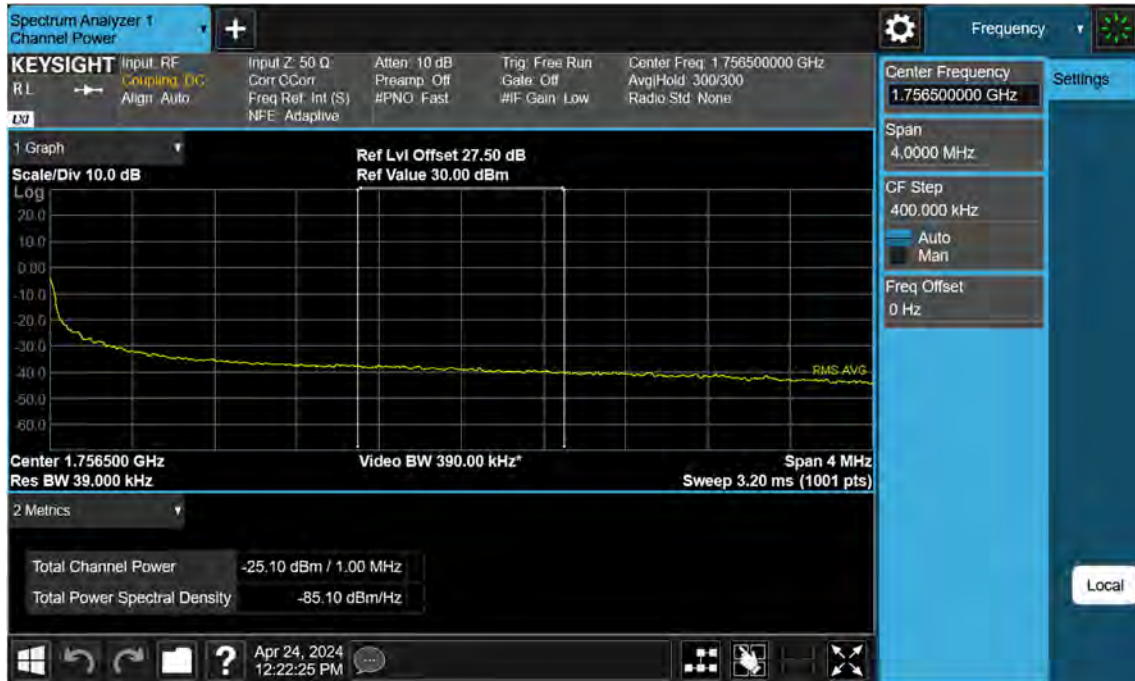 Spectrum Analyzer 1
Channel Power
+
Frequency
KEYSIGHT
RL
LXI
Input: RF
Coupling: DC
Align: Auto
Input Z: 50 Ω
Corr CCorr
Freq Ref: Int (S)
NFE: Adaptive
Atten: 10 dB
Preamp: Off
#PNO: Fast
Trig: Free Run
Gate: Off
#IF Gain: Low
Center Freq: 1.756500000 GHz
Avg|Hold: 300/300
Radio Std: None
Center Frequency
1.756500000 GHz
Settings
Span
4.0000 MHz
CF Step
400.000 kHz
Auto
Man
Freq Offset
0 Hz
1 Graph
Scale/Div 10.0 dB
Ref Lvl Offset 27.50 dB
Ref Value 30.00 dBm
Log
20.0
10.0
0.00
-10.0
-20.0
-30.0
-40.0
-50.0
-60.0
RMS AVG
Center 1.756500 GHz
Res BW 39.000 kHz
Video BW 390.00 kHz*
Span 4 MHz
Sweep 3.20 ms (1001 pts)
2 Metrics
Total Channel Power
-25.10 dBm / 1.00 MHz
Total Power Spectral Density
-85.10 dBm/Hz
Local
?
Apr 24, 2024
12:22:25 PM